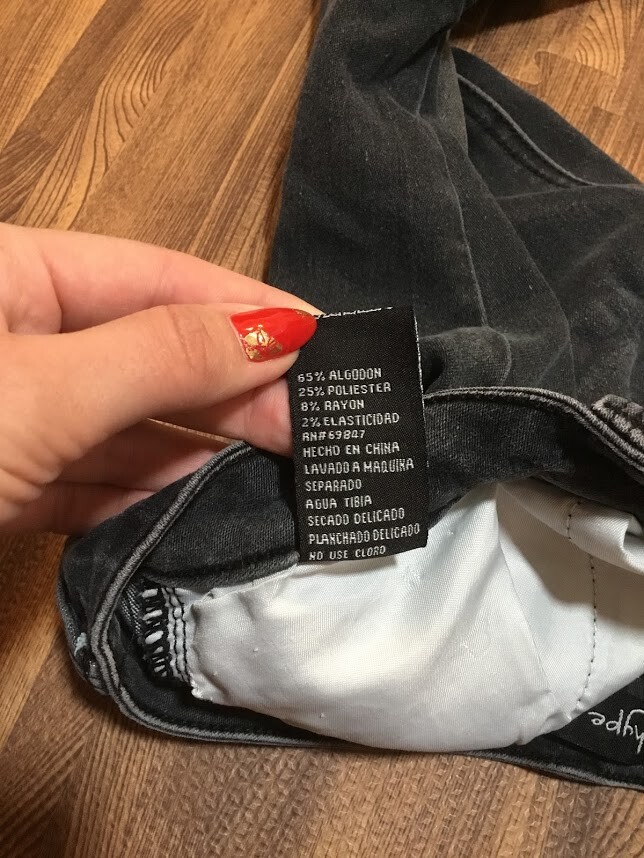 65% ALGODON
25% POLIESTER
8% RAYON
2% ELASTICIDAD
RN#69847
HECHO EN CHINA
LAVADO A MAQUINA
SEPARADO
AGUA TIBIA
SECADO DELICADO
PLANCHADO DELICADO
NO USE CLORO
hype